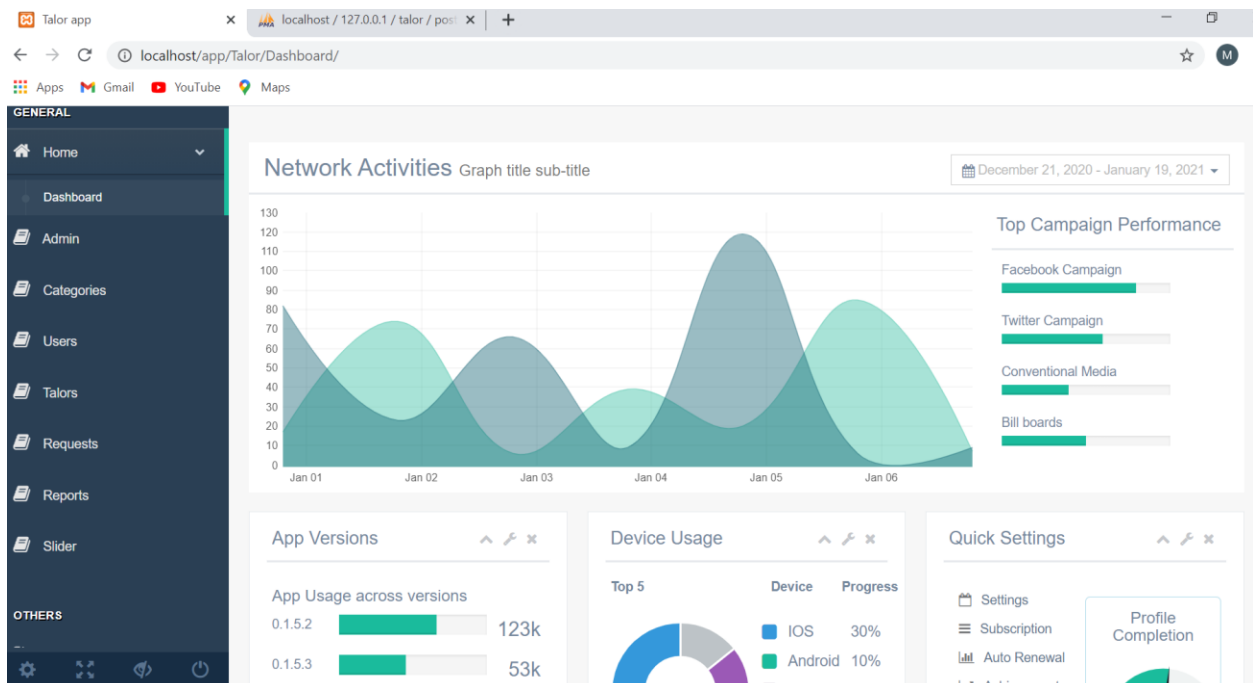 Talor app
localhost / 127.0.0.1 / talor / post
localhost/app/Talor/Dashboard/
M
Apps
Gmail
YouTube
Maps
GENERAL
Home
Dashboard
Admin
Categories
Users
Talors
Requests
Reports
Slider
OTHERS
Network Activities Graph title sub-title
December 21, 2020 - January 19, 2021
130
120
110
100
90
80
70
60
50
40
30
20
10
0
Jan 01 Jan 02 Jan 03 Jan 04 Jan 05 Jan 06
Top Campaign Performance
Facebook Campaign
Twitter Campaign
Conventional Media
Bill boards
App Versions
App Usage across versions
0.1.5.2 123k
0.1.5.3 53k
Device Usage
Top 5 Device Progress
IOS 30%
Android 10%
Quick Settings
Settings
Subscription
Auto Renewal
Profile
Completion